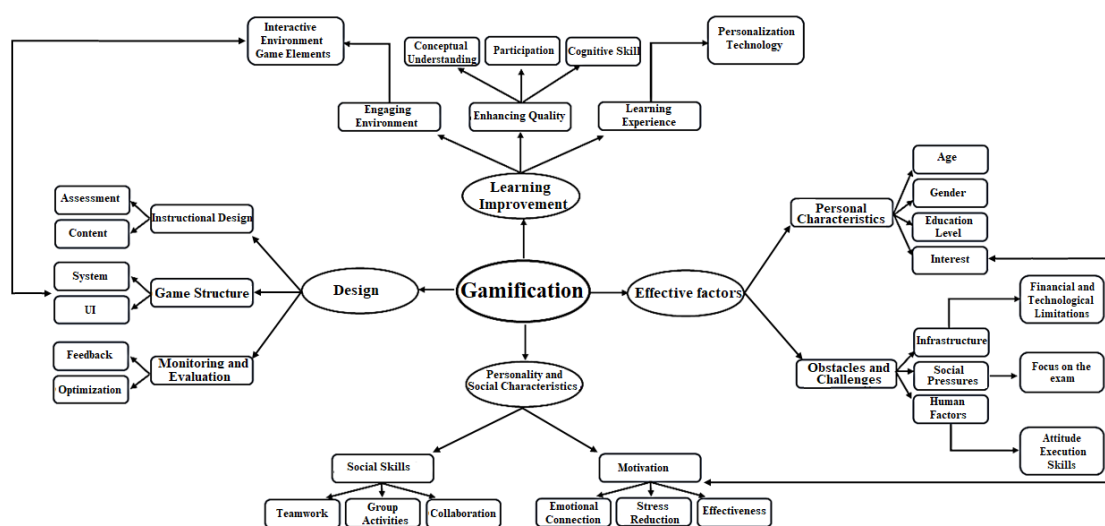 Interactive
Environment
Game Elements
Conceptual
Understanding
Participation
Cognitive Skill
Personalization
Technology
Engaging
Environment
Enhancing Quality
Learning
Experience
Learning
Improvement
Assessment
Content
Instructional Design
System
UI
Game Structure
Feedback
Optimization
Monitoring and
Evaluation
Design
Gamification
Effective factors
Personal
Characteristics
Age
Gender
Education
Level
Interest
Obstacles and
Challenges
Infrastructure
Social
Pressures
Human
Factors
Financial and
Technological
Limitations
Focus on the
exam
Attitude
Execution
Skills
Personality and
Social Characteristics
Social Skills
Teamwork
Group
Activities
Collaboration
Motivation
Emotional
Connection
Stress
Reduction
Effectiveness